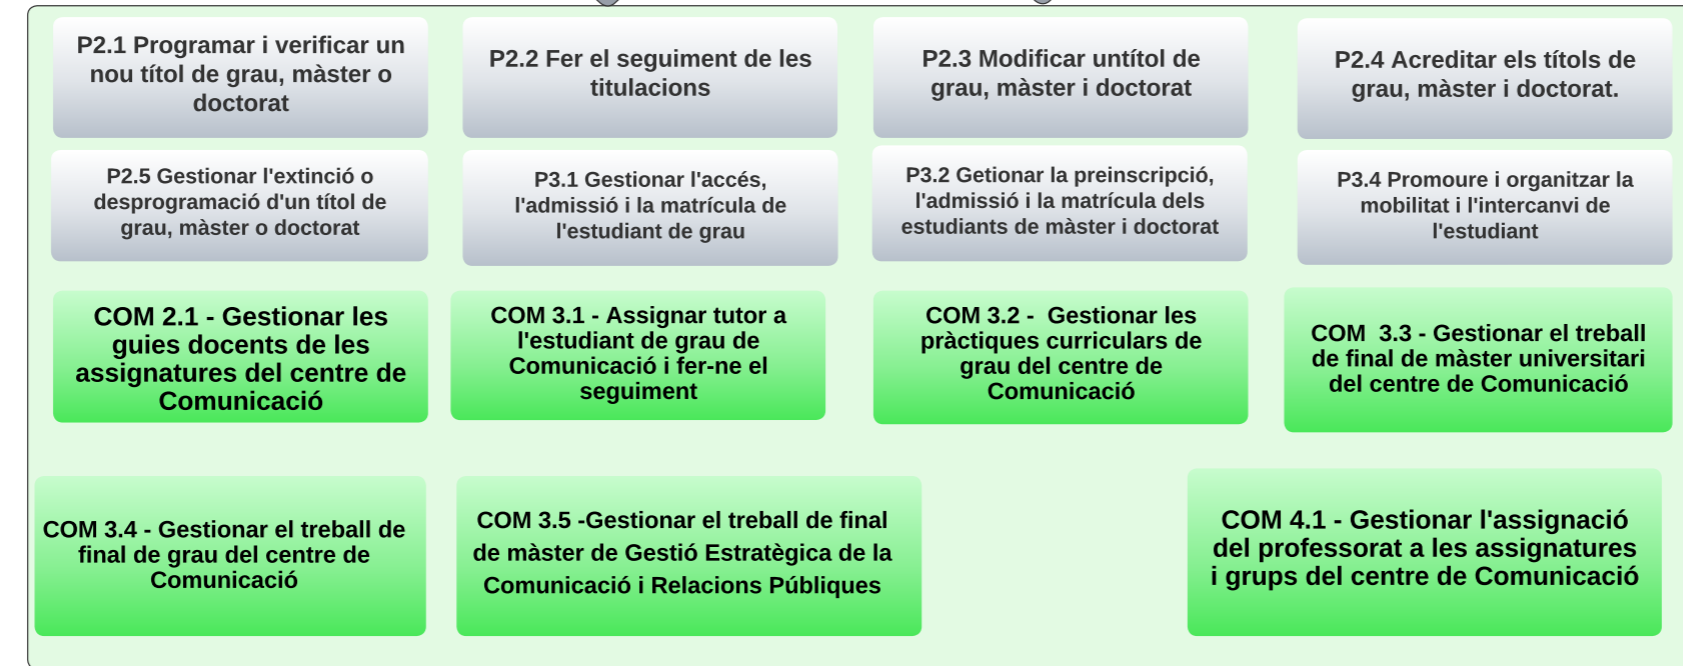 P2.1 Programar i verificar un
nou títol de grau, màster o
doctorat
P2.2 Fer el seguiment de les
titulacions
P2.3 Modificar untítol de
grau, màster i doctorat
P2.4 Acreditar els títols de
grau, màster i doctorat.
P2.5 Gestionar l'extinció o
desprogramació d'un títol de
grau, màster o doctorat
P3.1 Gestionar l'accés,
l'admissió i la matrícula de
l'estudiant de grau
P3.2 Getionar la preinscripció,
l'admissió i la matrícula dels
estudiants de màster i doctorat
P3.4 Promoure i organitzar la
mobilitat i l'intercanvi de
l'estudiant
COM 2.1 - Gestionar les
guies docents de les
assignatures del centre de
Comunicació
COM 3.1 - Assignar tutor a
l'estudiant de grau de
Comunicació i fer-ne el
seguiment
COM 3.2 -  Gestionar les
pràctiques curriculars de
grau del centre de
Comunicació
COM  3.3 - Gestionar el treball
de final de màster universitari
del centre de Comunicació
COM 3.4 - Gestionar el treball de
final de grau del centre de
Comunicació
COM 3.5 -Gestionar el treball de final
de màster de Gestió Estratègica de la
Comunicació i Relacions Públiques
COM 4.1 - Gestionar l'assignació
del professorat a les assignatures
i grups del centre de Comunicació